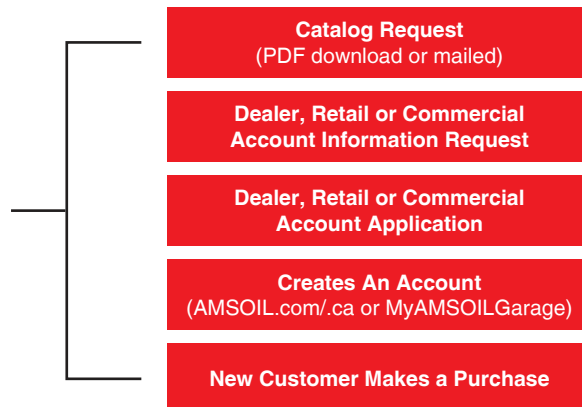 Catalog Request
(PDF download or mailed)
Dealer, Retail or Commercial
Account Information Request
Dealer, Retail or Commercial
Account Application
Creates An Account
(AMSOIL.com/.ca or MyAMSOILGarage)
New Customer Makes a Purchase